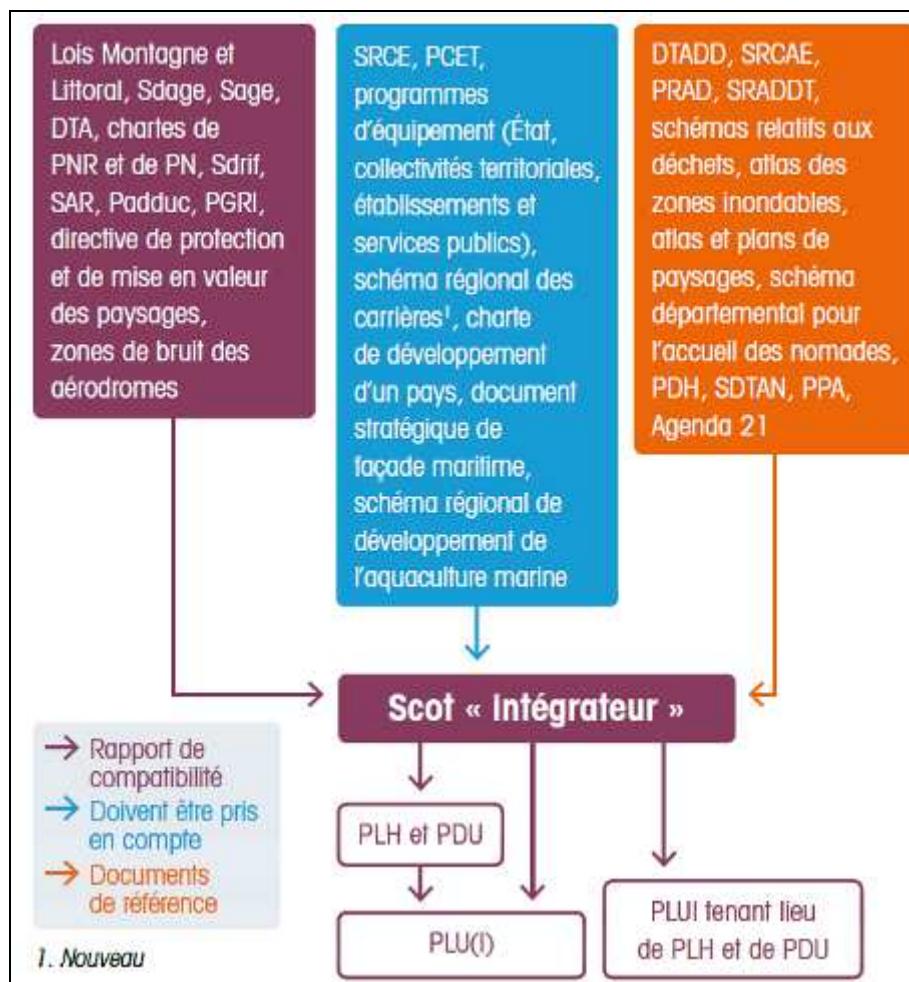 Lois Montagne et
Littoral, Sdage, Sage,
DTA, chartes de
PNR et de PN, Sdrif,
SAR, Padduc, PGRI,
directive de protection
et de mise en valeur
des paysages,
zones de bruit des
aérodromes
SRCE, PCET,
programmes
d'équipement (État,
collectivités territoriales,
établissements et
services publics),
schéma régional des
carrières¹, charte
de développement
d'un pays, document
stratégique de
façade maritime,
schéma régional de
développement de
l'aquaculture marine
DTADD, SRCAE,
PRAD, SRADDT,
schémas relatifs aux
déchets, atlas des
zones inondables,
atlas et plans de
paysages, schéma
départemental pour
l'accueil des nomades,
PDH, SDTAN, PPA,
Agenda 21
Scot « Intégrateur »
Rapport de
compatibilité
Doivent être pris
en compte
Documents
de référence
1. Nouveau
PLH et PDU
PLU(I)
PLUI tenant lieu
de PLH et de PDU